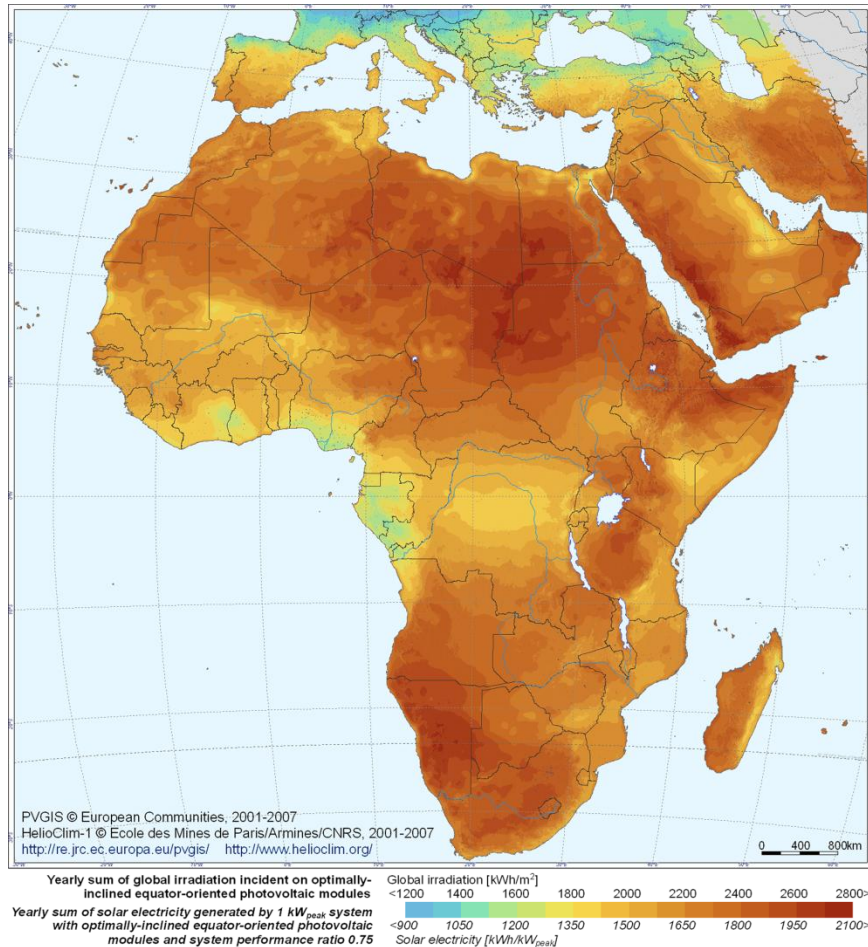 PVGIS © European Communities, 2001-2007
HelioClim-1 © Ecole des Mines de Paris/Armines/CNRS, 2001-2007
http://re.jrc.ec.europa.eu/pvgis/ http://www.helioclim.org/
0 400 800km
Yearly sum of global irradiation incident on optimally-
inclined equator-oriented photovoltaic modules
Yearly sum of solar electricity generated by 1 kWpeak system
with optimally-inclined equator-oriented photovoltaic
modules and system performance ratio 0.75
Global irradiation [kWh/m²]
<1200 1400 1600 1800 2000 2200 2400 2600 2800>
<900 1050 1200 1350 1500 1650 1800 1950 2100>
Solar electricity [kWh/kWpeak]